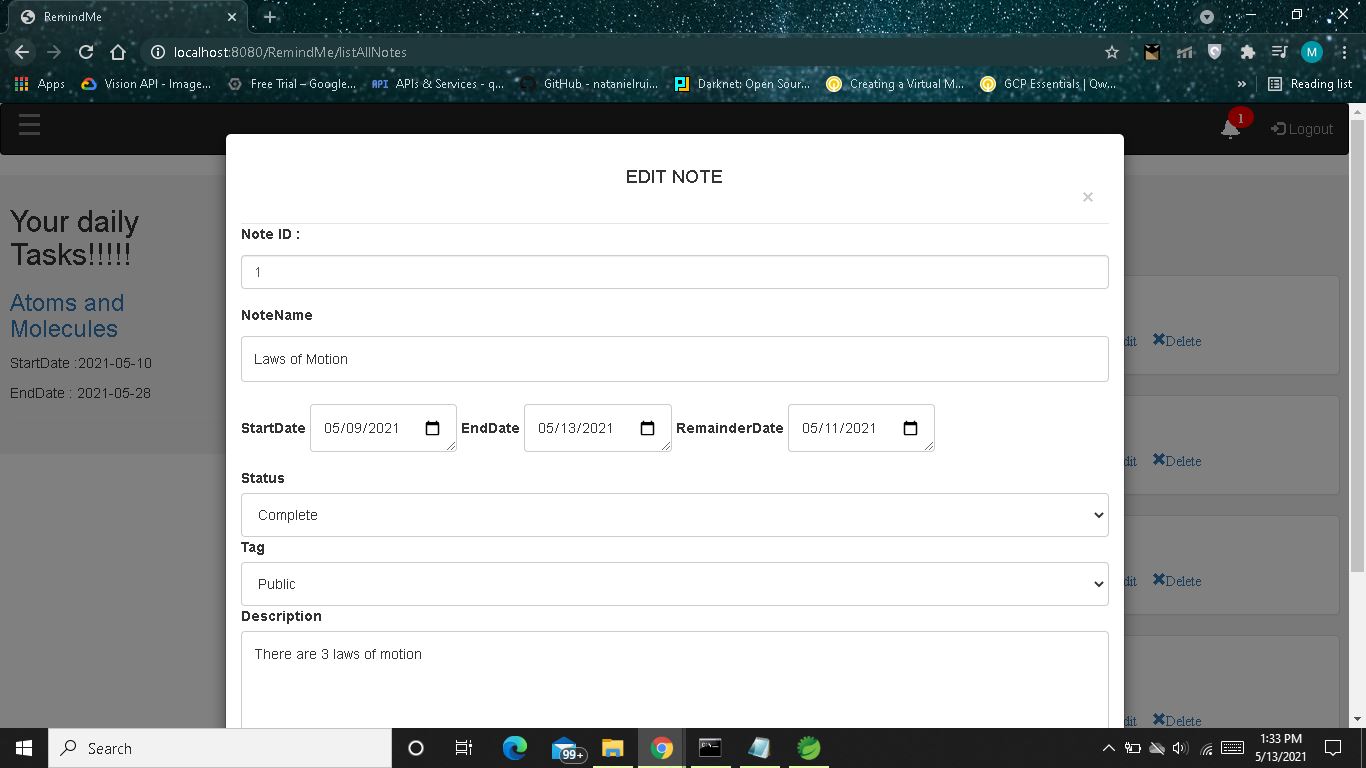 RemindMe
localhost:8080/RemindMe/listAllNotes
M
Apps
Vision API - Image...
Free Trial – Google...
API APIs & Services - q...
GitHub - natanielrui...
Darknet: Open Sour...
Creating a Virtual M...
GCP Essentials | Qw...
»
Reading list
1
Logout
EDIT NOTE
×
Your daily
Tasks!!!!!
Atoms and
Molecules
StartDate :2021-05-10
EndDate : 2021-05-28
Note ID :
1
NoteName
Laws of Motion
StartDate 05/09/2021 EndDate 05/13/2021 RemainderDate 05/11/2021
Status
Complete
Tag
Public
Description
There are 3 laws of motion
dit Delete
dit Delete
dit Delete
dit Delete
Search
99+
1:33 PM
5/13/2021